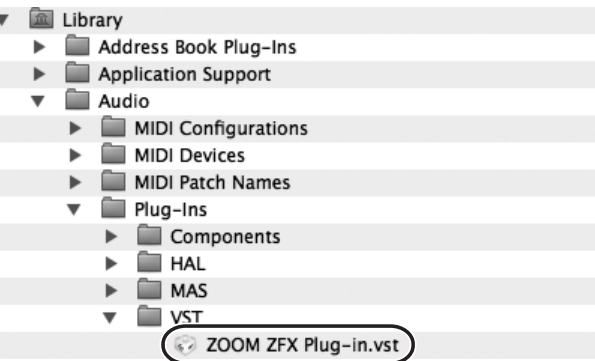 Library
Address Book Plug-Ins
Application Support
Audio
MIDI Configurations
MIDI Devices
MIDI Patch Names
Plug-Ins
Components
HAL
MAS
VST
ZOOM ZFX Plug-in.vst